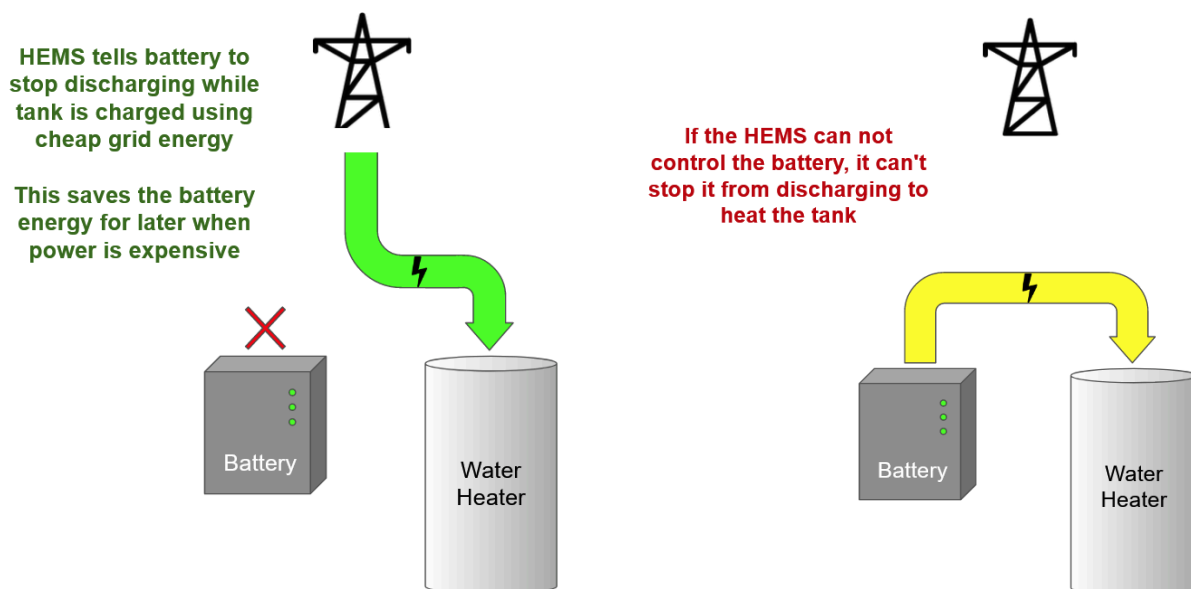 HEMS tells battery to
stop discharging while
tank is charged using
cheap grid energy
This saves the battery
energy for later when
power is expensive
Battery
Water
Heater
If the HEMS can not
control the battery, it can't
stop it from discharging to
heat the tank
Battery
Water
Heater